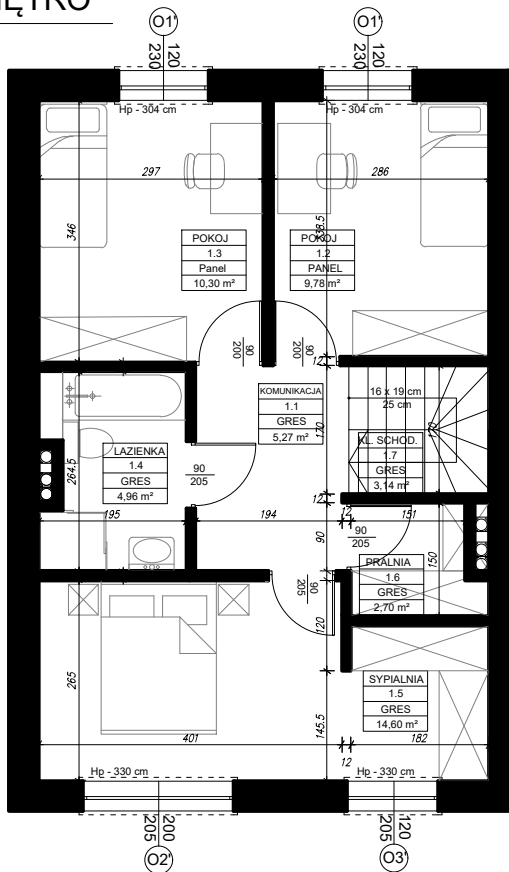 ĘTRO
O1'
120
230
O1'
120
230
Hp - 304 cm
Hp - 304 cm
297
286
346
338.5
POKOJ
1.3
Panel
10,30 m²
POKOJ
1.2
PANEL
9,78 m²
90
200
90
200
12
KOMUNIKACJA
1.1
GRES
5,27 m²
16 x 19 cm
25 cm
170
170
KL. SCHOD.
1.7
GRES
3,14 m²
LAZIENKA
1.4
GRES
4,96 m²
264.5
90
205
12
195
194
12
151
90
205
90
150
PRALNIA
1.6
GRES
2,70 m²
90
205
120
265
SYPIALNIA
1.5
GRES
14,60 m²
145.5
401
182
12
Hp - 330 cm
Hp - 330 cm
200
205
O2'
120
205
O3'